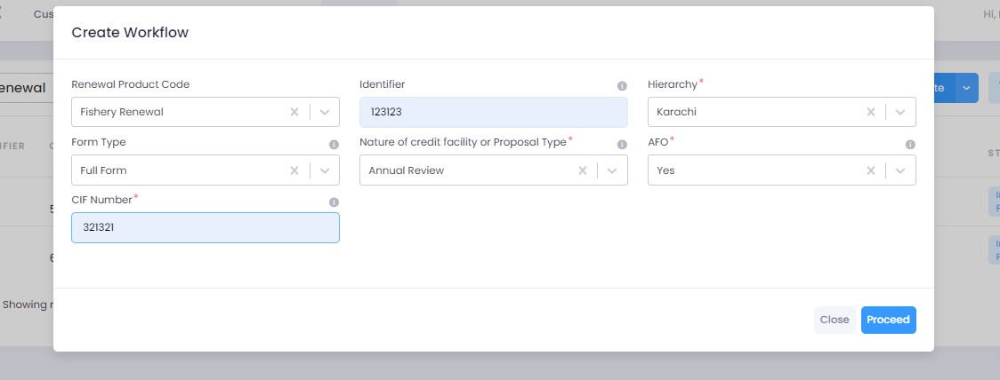 Cus
Hi,
Create Workflow
enewal
te
Renewal Product Code
Identifier
Hierarchy*
Fishery Renewal
123123
Karachi
Form Type
Nature of credit facility or Proposal Type*
AFO*
IFIER
ST
Full Form
Annual Review
Yes
CIF Number*
321321
Showing r
Close
Proceed